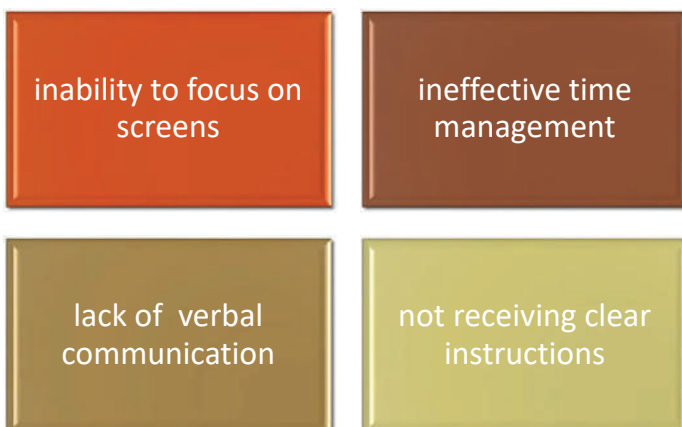 inability to focus on
screens
ineffective time
management
lack of verbal
communication
not receiving clear
instructions